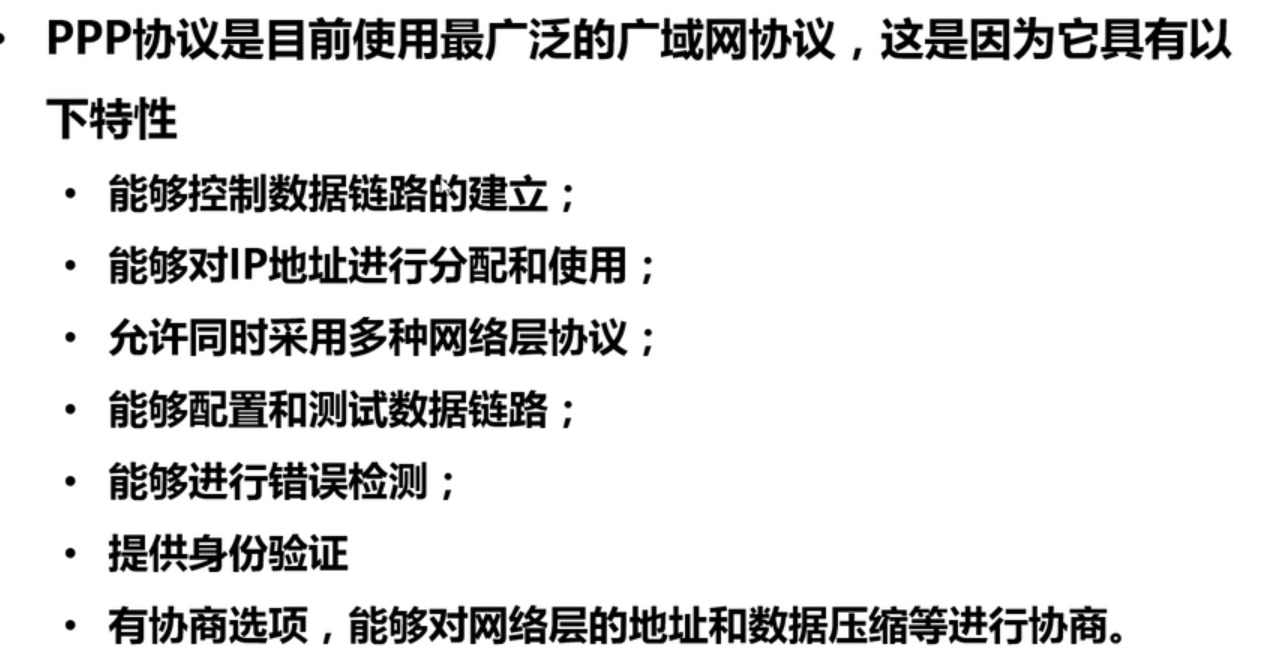 • PPP协议是目前使用最广泛的广域网协议，这是因为它具有以
下特性
• 能够控制数据链路的建立；
• 能够对IP地址进行分配和使用；
• 允许同时采用多种网络层协议；
• 能够配置和测试数据链路；
• 能够进行错误检测；
• 提供身份验证
• 有协商选项，能够对网络层的地址和数据压缩等进行协商。